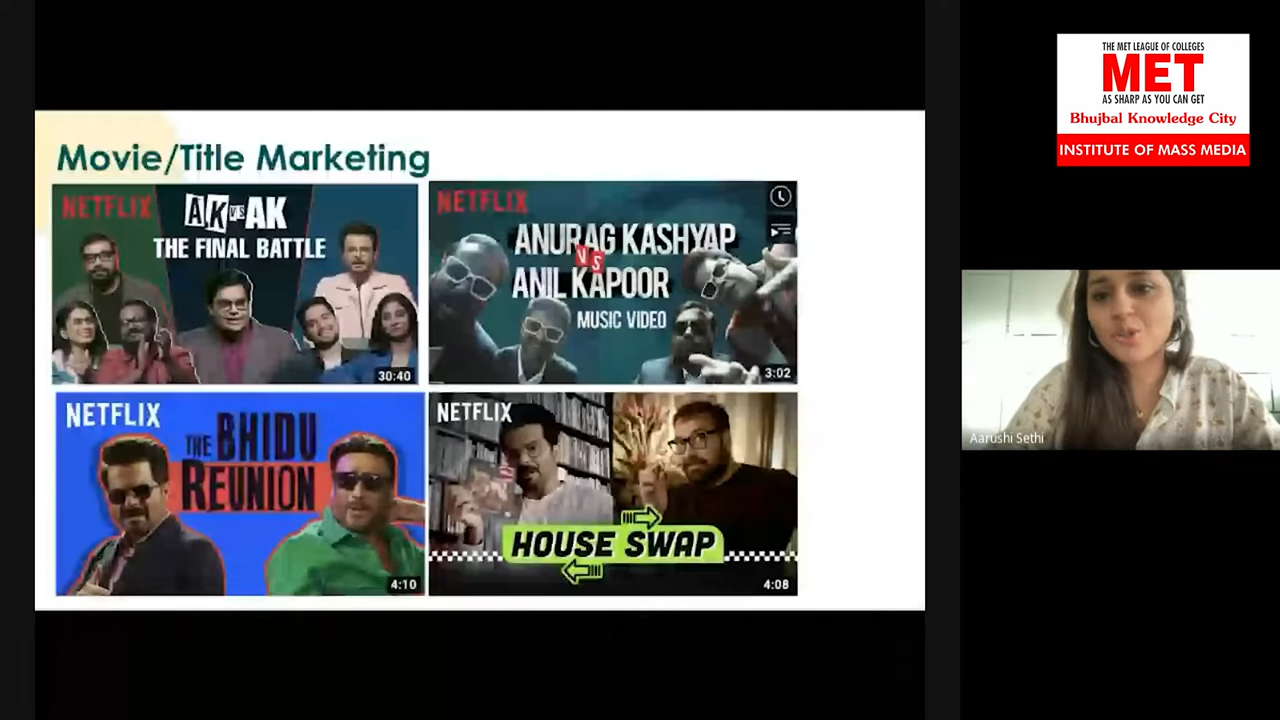 Movie/Title Marketing
NETFLIX
AK VS AK
THE FINAL BATTLE
30:40
NETFLIX
ANURAG KASHYAP
VS
ANIL KAPOOR
MUSIC VIDEO
3:02
NETFLIX
THE BHIDU
REUNION
4:10
NETFLIX
HOUSE SWAP
4:08
THE MET LEAGUE OF COLLEGES
MET
AS SHARP AS YOU CAN GET
Bhujbal Knowledge City
INSTITUTE OF MASS MEDIA
Aarushi Sethi